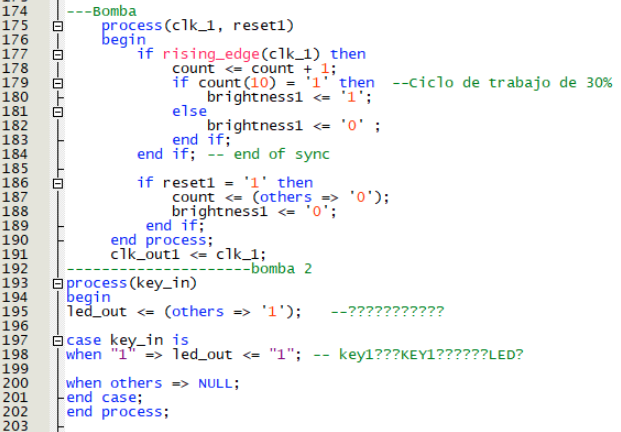 174 ---Bomba
175 process(clk_1, reset1)
176 begin
177 if rising_edge(clk_1) then
178 count <= count + 1;
179 if count(10) = '1' then --Ciclo de trabajo de 30%
180 brightness1 <= '1';
181 else
182 brightness1 <= '0' ;
183 end if;
184 end if; -- end of sync
185
186 if reset1 = '1' then
187 count <= (others => '0');
188 brightness1 <= '0';
189 end if;
190 end process;
191 clk_out1 <= clk_1;
192 ---------------------bomba 2
193 process(key_in)
194 begin
195 led_out <= (others => '1'); --???????????
196
197 case key_in is
198 when "1" => led_out <= "1"; -- key1???KEY1??????LED?
199
200 when others => NULL;
201 end case;
202 end process;
203